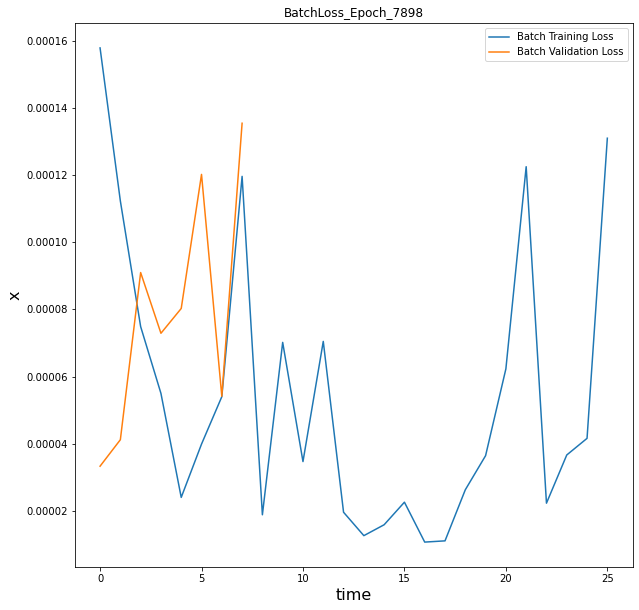 BatchLoss_Epoch_7898
Batch Training Loss
Batch Validation Loss
0.00016
0.00014
0.00012
0.00010
0.00008
0.00006
0.00004
0.00002
x
0 5 10 15 20 25
time